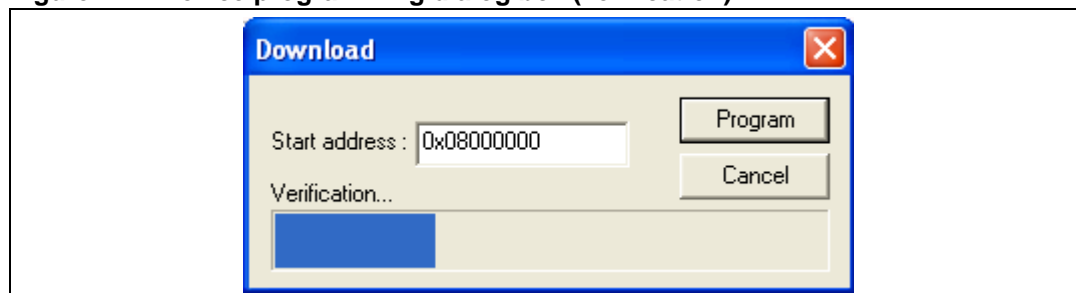 Download
Program
Start address : 0x08000000
Cancel
Verification...